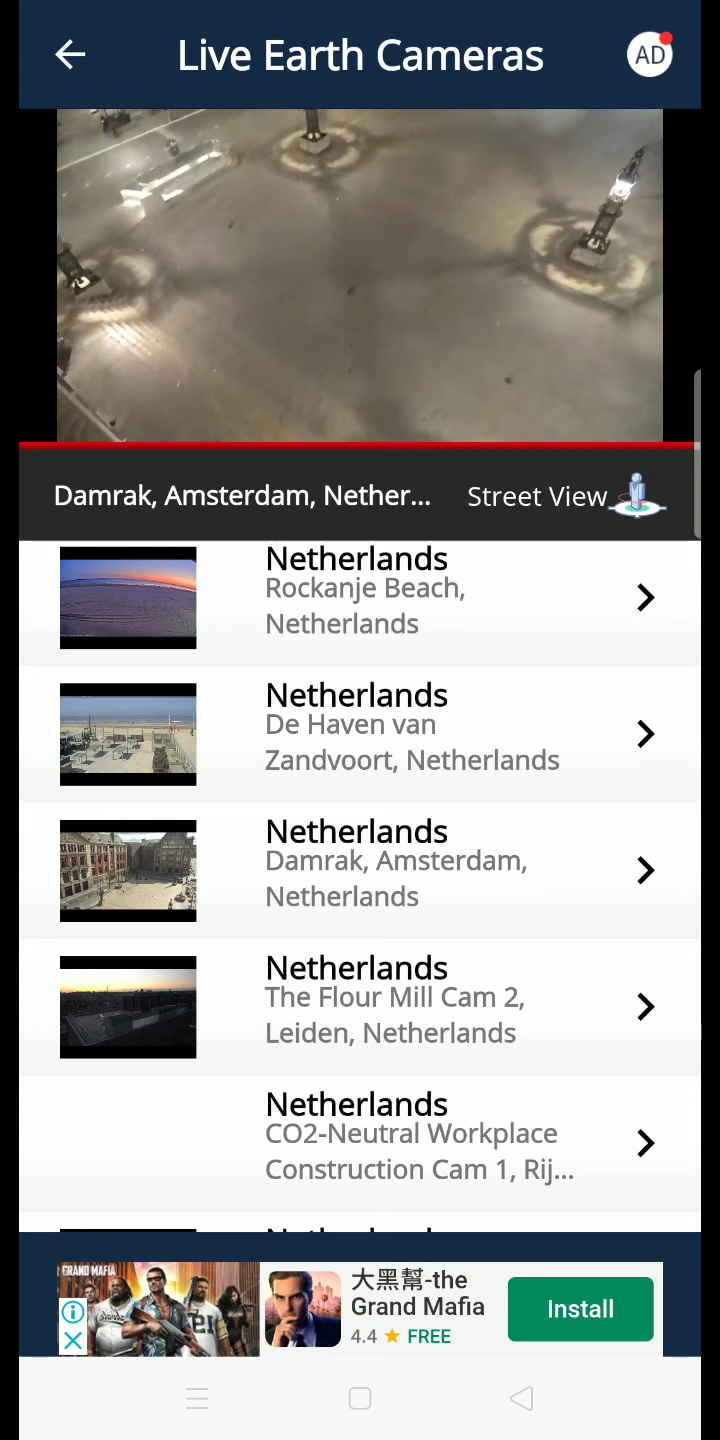 Live Earth Cameras
AD
Damrak, Amsterdam, Nether...
Street View
Netherlands
Rockanje Beach,
Netherlands
Netherlands
De Haven van
Zandvoort, Netherlands
Netherlands
Damrak, Amsterdam,
Netherlands
Netherlands
The Flour Mill Cam 2,
Leiden, Netherlands
Netherlands
CO2-Neutral Workplace
Construction Cam 1, Rij...
GRAND MAFIA
大黑幫-the
Grand Mafia
4.4 ★ FREE
Install